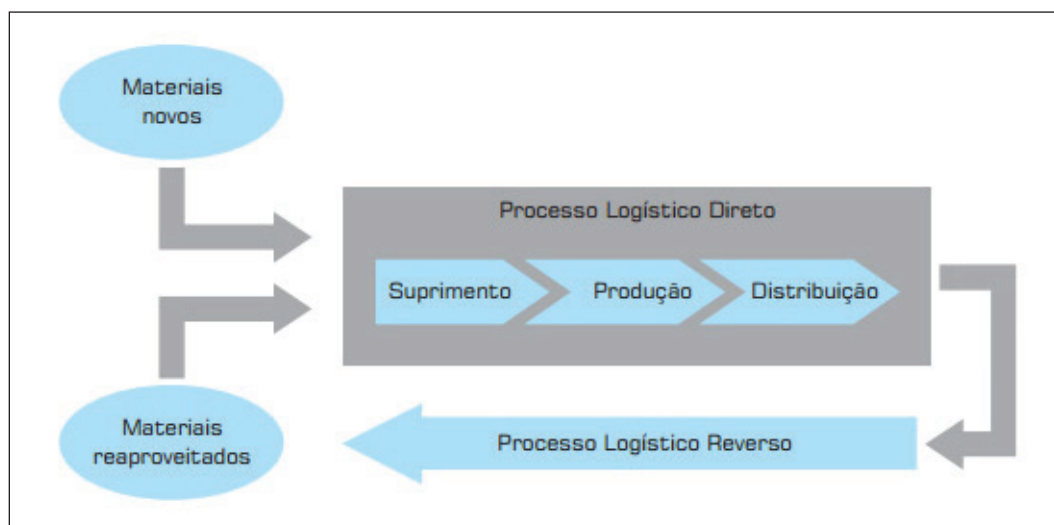 Materiais
novos
Processo Logístico Direto
Suprimento
Produção
Distribuição
Materiais
reaproveitados
Processo Logístico Reverso